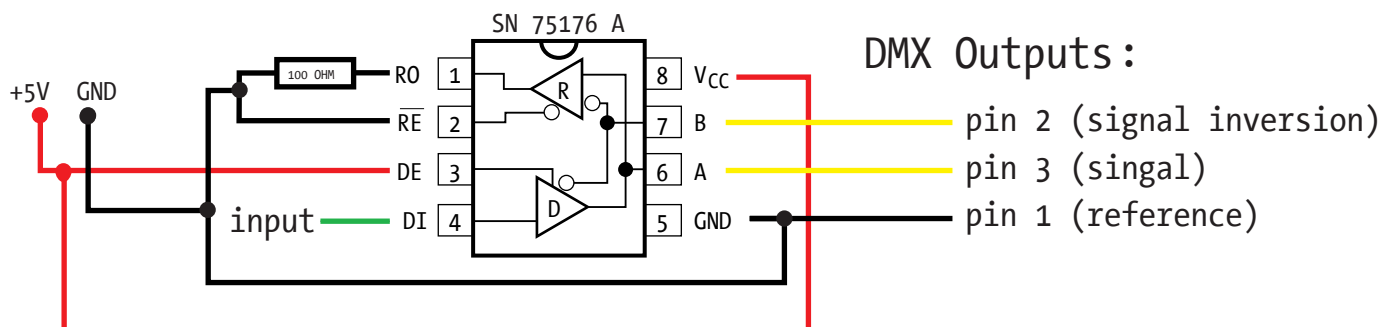 SN 75176 A
DMX Outputs:
+5V GND
100 OHM
RO 1 R 8 VCC
RE 2 7 B pin 2 (signal inversion)
DE 3 6 A pin 3 (singal)
input DI 4 D 5 GND pin 1 (reference)